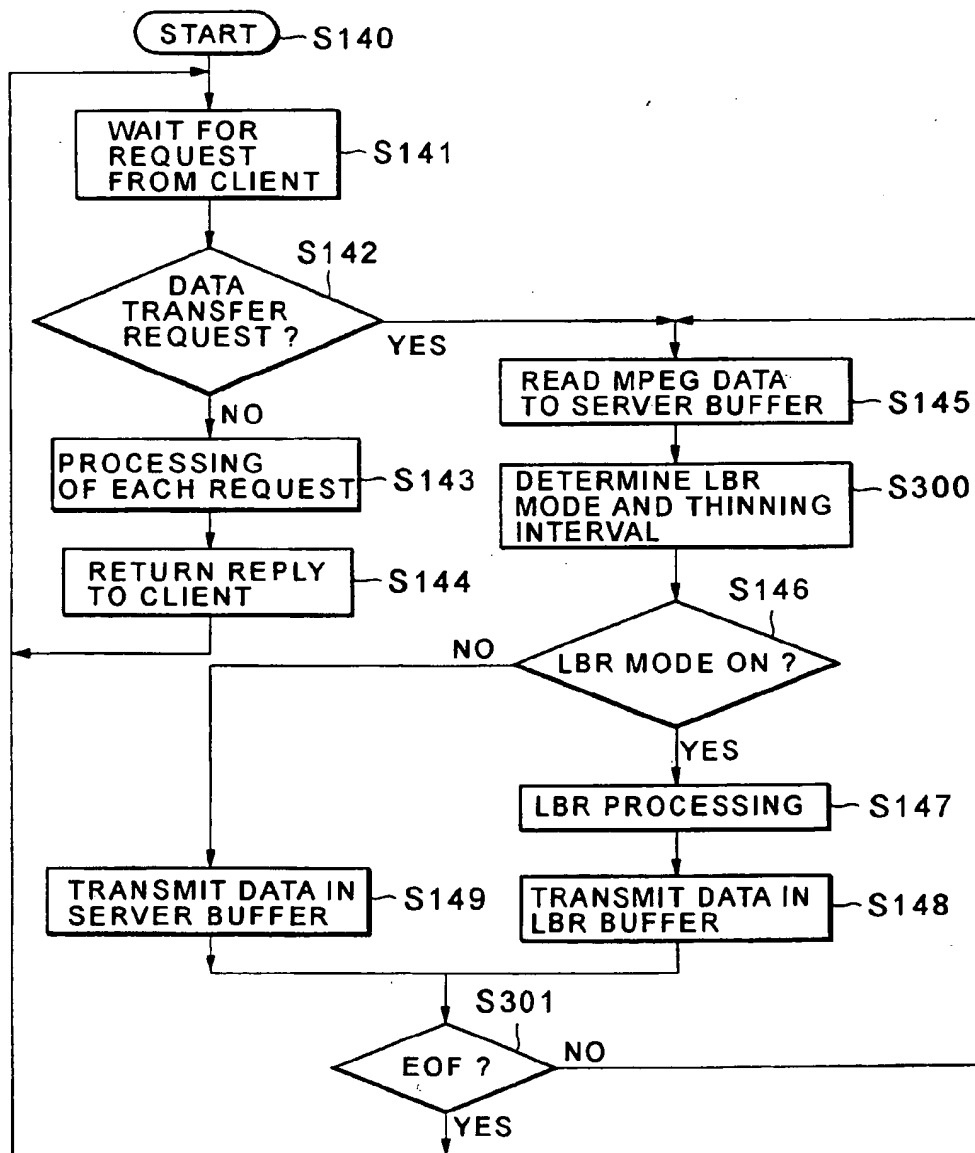 START
S140
WAIT FOR
REQUEST
FROM CLIENT
S141
S142
DATA
TRANSFER
REQUEST ?
YES
NO
READ MPEG DATA
TO SERVER BUFFER
S145
PROCESSING
OF EACH REQUEST
S143
DETERMINE LBR
MODE AND THINNING
INTERVAL
S300
RETURN REPLY
TO CLIENT
S144
S146
NO
LBR MODE ON ?
YES
LBR PROCESSING
S147
TRANSMIT DATA IN
SERVER BUFFER
S149
TRANSMIT DATA IN
LBR BUFFER
S148
S301
EOF ?
NO
YES